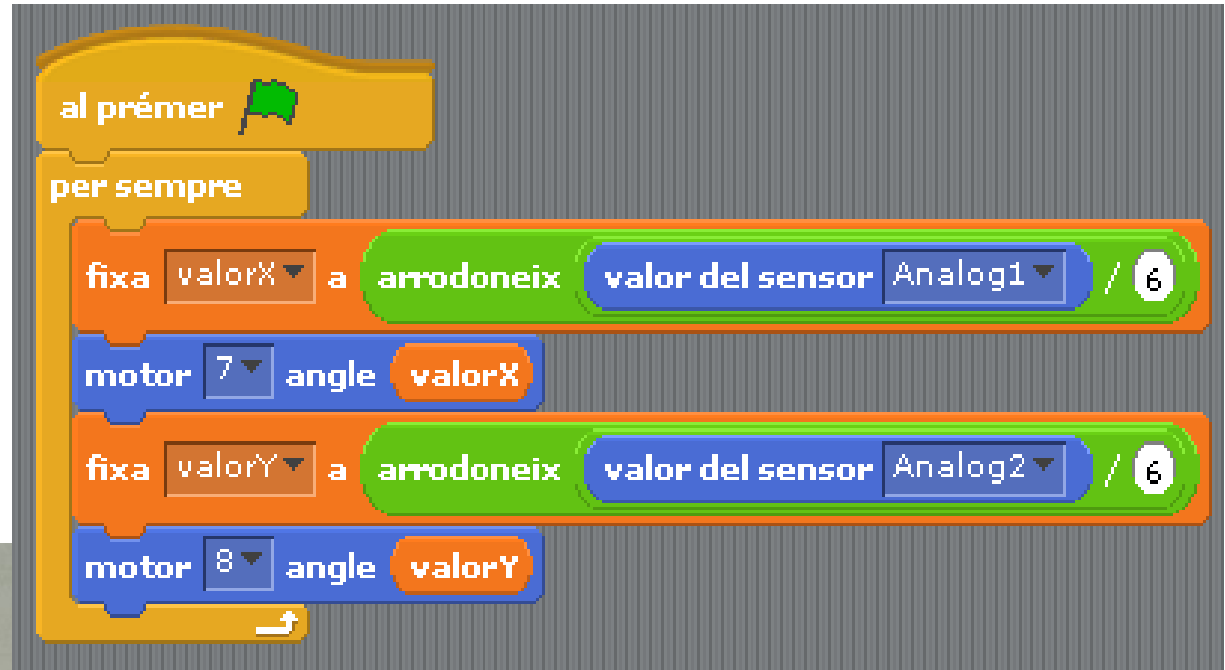 al prémer
per sempre
fixa valorX a arrodoneix valor del sensor Analog1 / 6
motor 7 angle valorX
fixa valorY a arrodoneix valor del sensor Analog2 / 6
motor 8 angle valorY